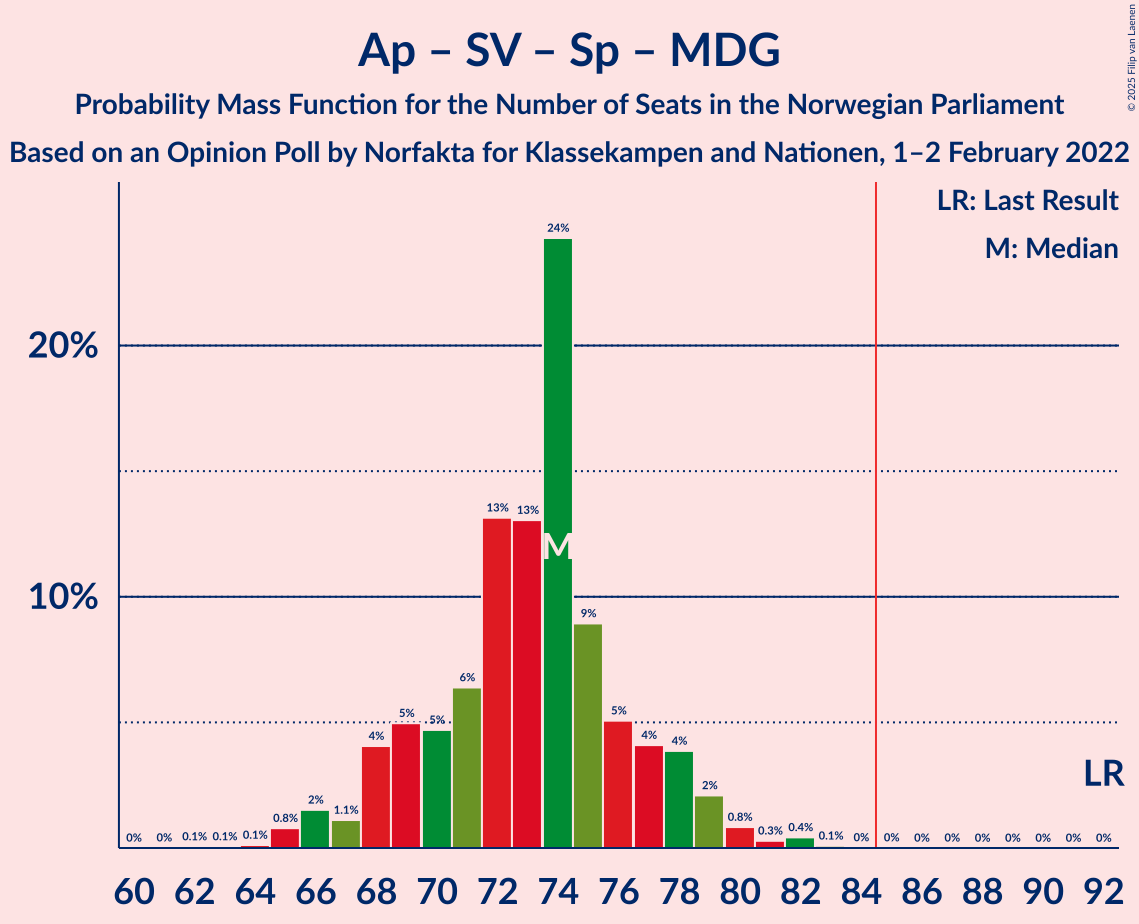 Ap – SV – Sp – MDG
Probability Mass Function for the Number of Seats in the Norwegian Parliament
Based on an Opinion Poll by Norfakta for Klassekampen and Nationen, 1–2 February 2022
© 2025 Filip van Laenen
LR: Last Result
M: Median
24%
20%
13% 13%
M
10%
9%
6%
5% 5% 5%
4% 4% 4%
2% 1.1% 2%
LR
0% 0% 0.1% 0.1% 0.1% 0.8% 0.8% 0.3% 0.4% 0.1% 0% 0% 0% 0% 0% 0% 0% 0% 0%
60 62 64 66 68 70 72 74 76 78 80 82 84 86 88 90 92